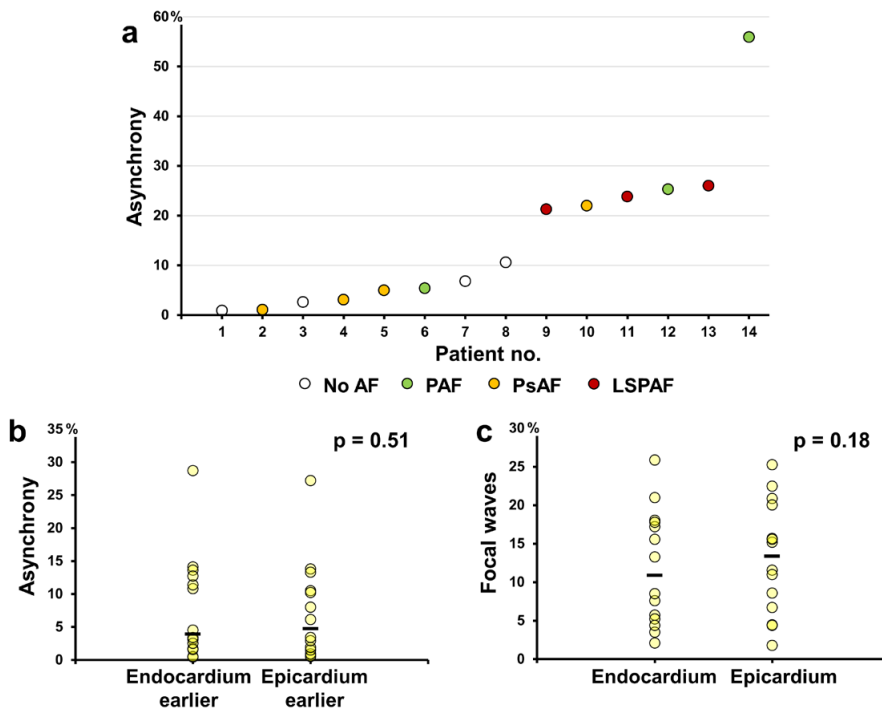 a
60%
50
40
30
20
10
0
Asynchrony
1 2 3 4 5 6 7 8 9 10 11 12 13 14
Patient no.
No AF PAF PsAF LSPAF
b
35%
30
25
20
15
10
5
0
Asynchrony
p = 0.51
Endocardium earlier
Epicardium earlier
c
30%
25
20
15
10
5
0
Focal waves
p = 0.18
Endocardium Epicardium